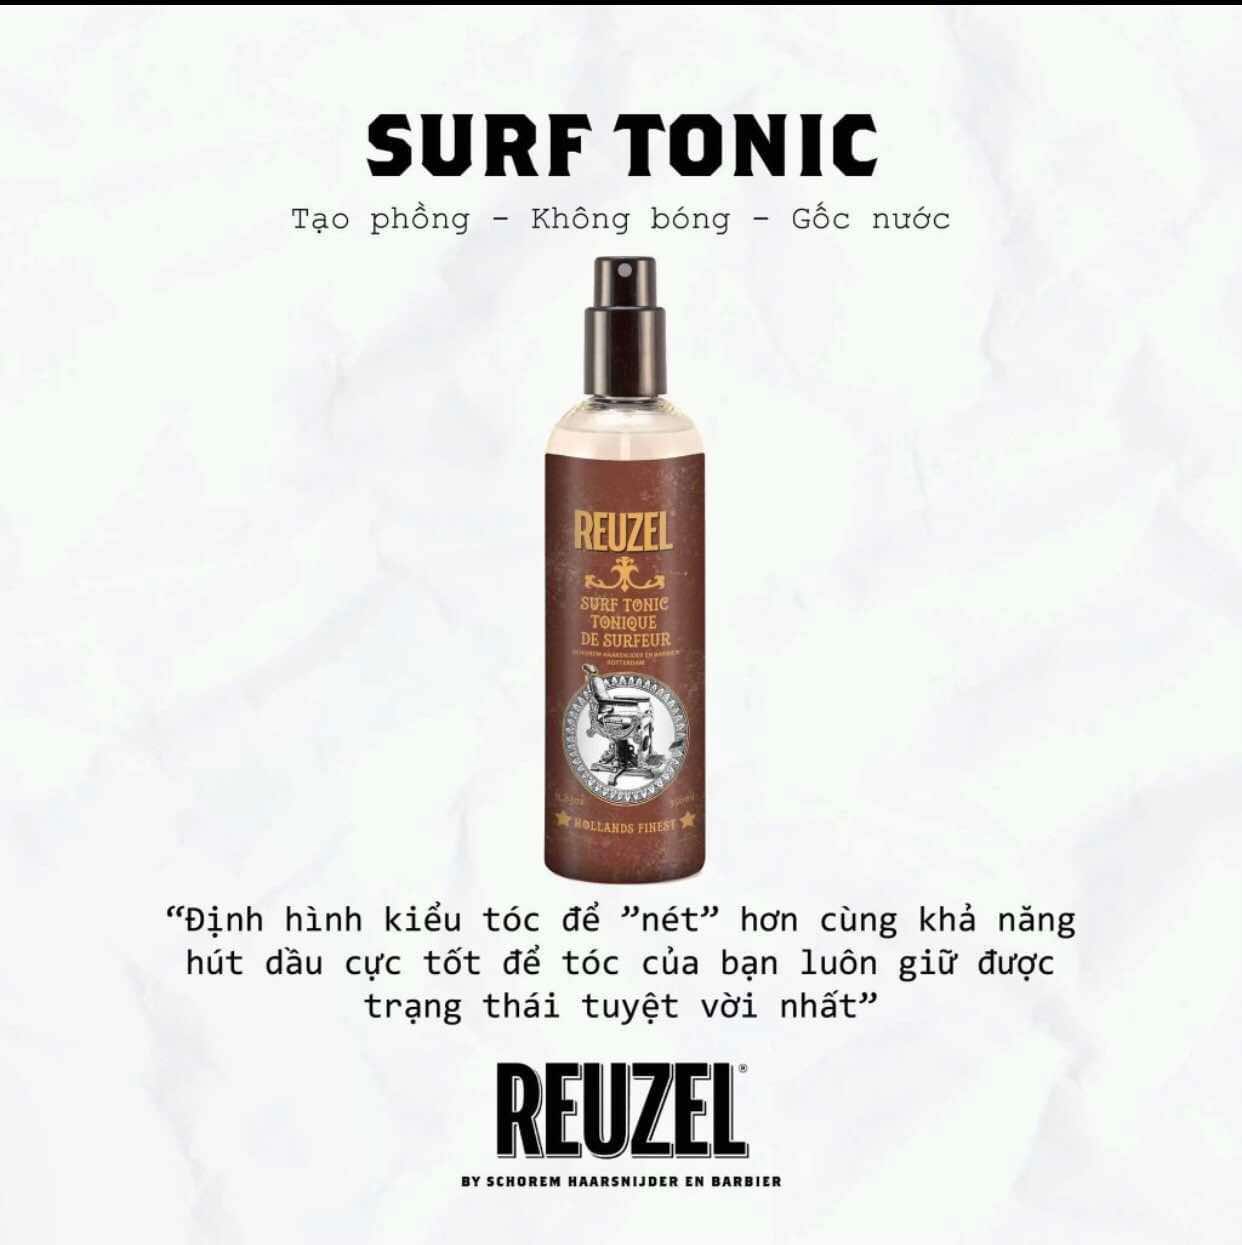 SURF TONIC
Tạo phồng - Không bóng - Gốc nước
REUZEL
SURF TONIC
TONIQUE
DE SURFEUR
SCHOREM HAARSNIJDER EN BARBIER
ROTTERDAM
350ml
HOLLANDS FINEST
“Định hình kiểu tóc để ”nét” hơn cùng khả năng
hút dầu cực tốt để tóc của bạn luôn giữ được
trạng thái tuyệt vời nhất”
REUZEL®
BY SCHOREM HAARSNIJDER EN BARBIER